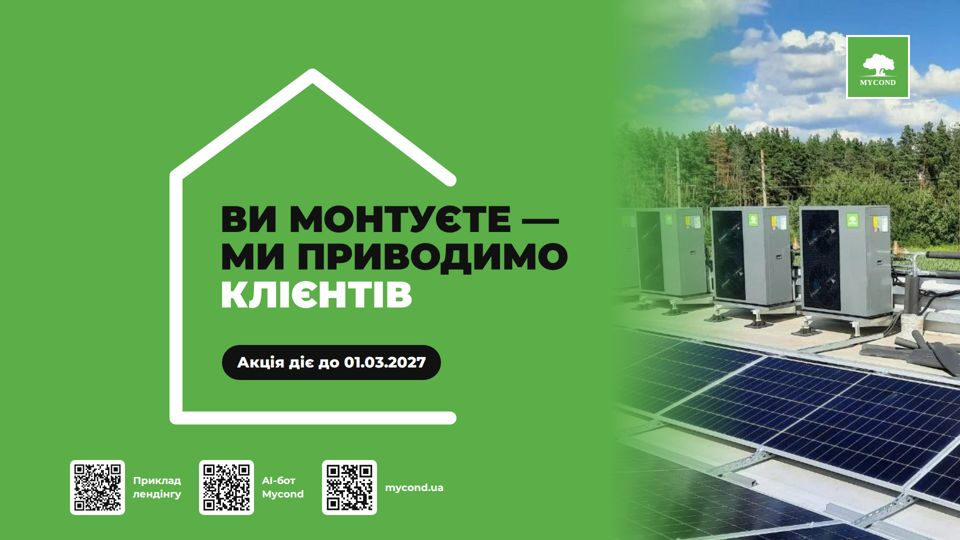 MYCOND
ВИ МОНТУЄТЕ —
МИ ПРИВОДИМО
КЛІЄНТІВ
Акція діє до 01.03.2027
Приклад
лендінгу
AI-бот
Mycond
mycond.ua